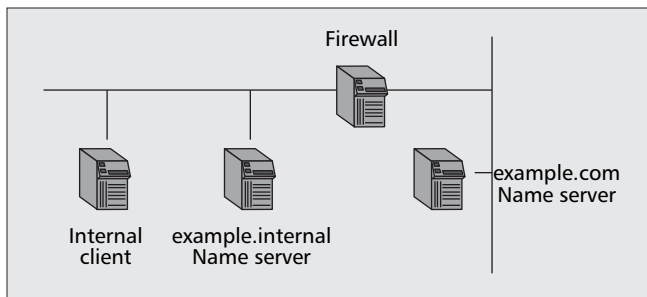 Firewall
example.com
Name server
Internal
client
example.internal
Name server